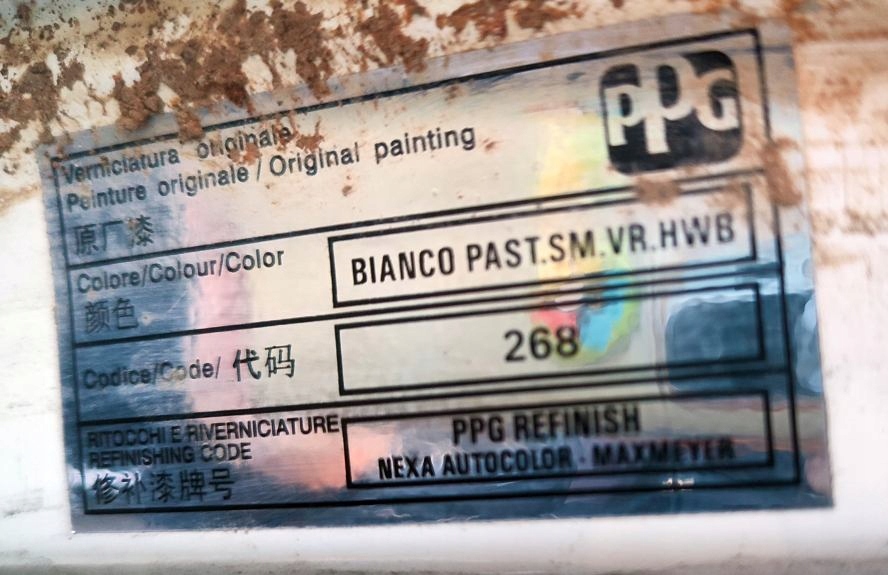 Verniciatura originale
Peinture originale / Original painting
原厂漆
PPG
Colore/Colour/Color
颜色
BIANCO PAST.SM.VR.HWB
Codice/Code/ 代码
268
RITOCCHI E RIVERNICIATURE
REFINISHING CODE
修补漆牌号
PPG REFINISH
NEXA AUTOCOLOR - MAXMEYER